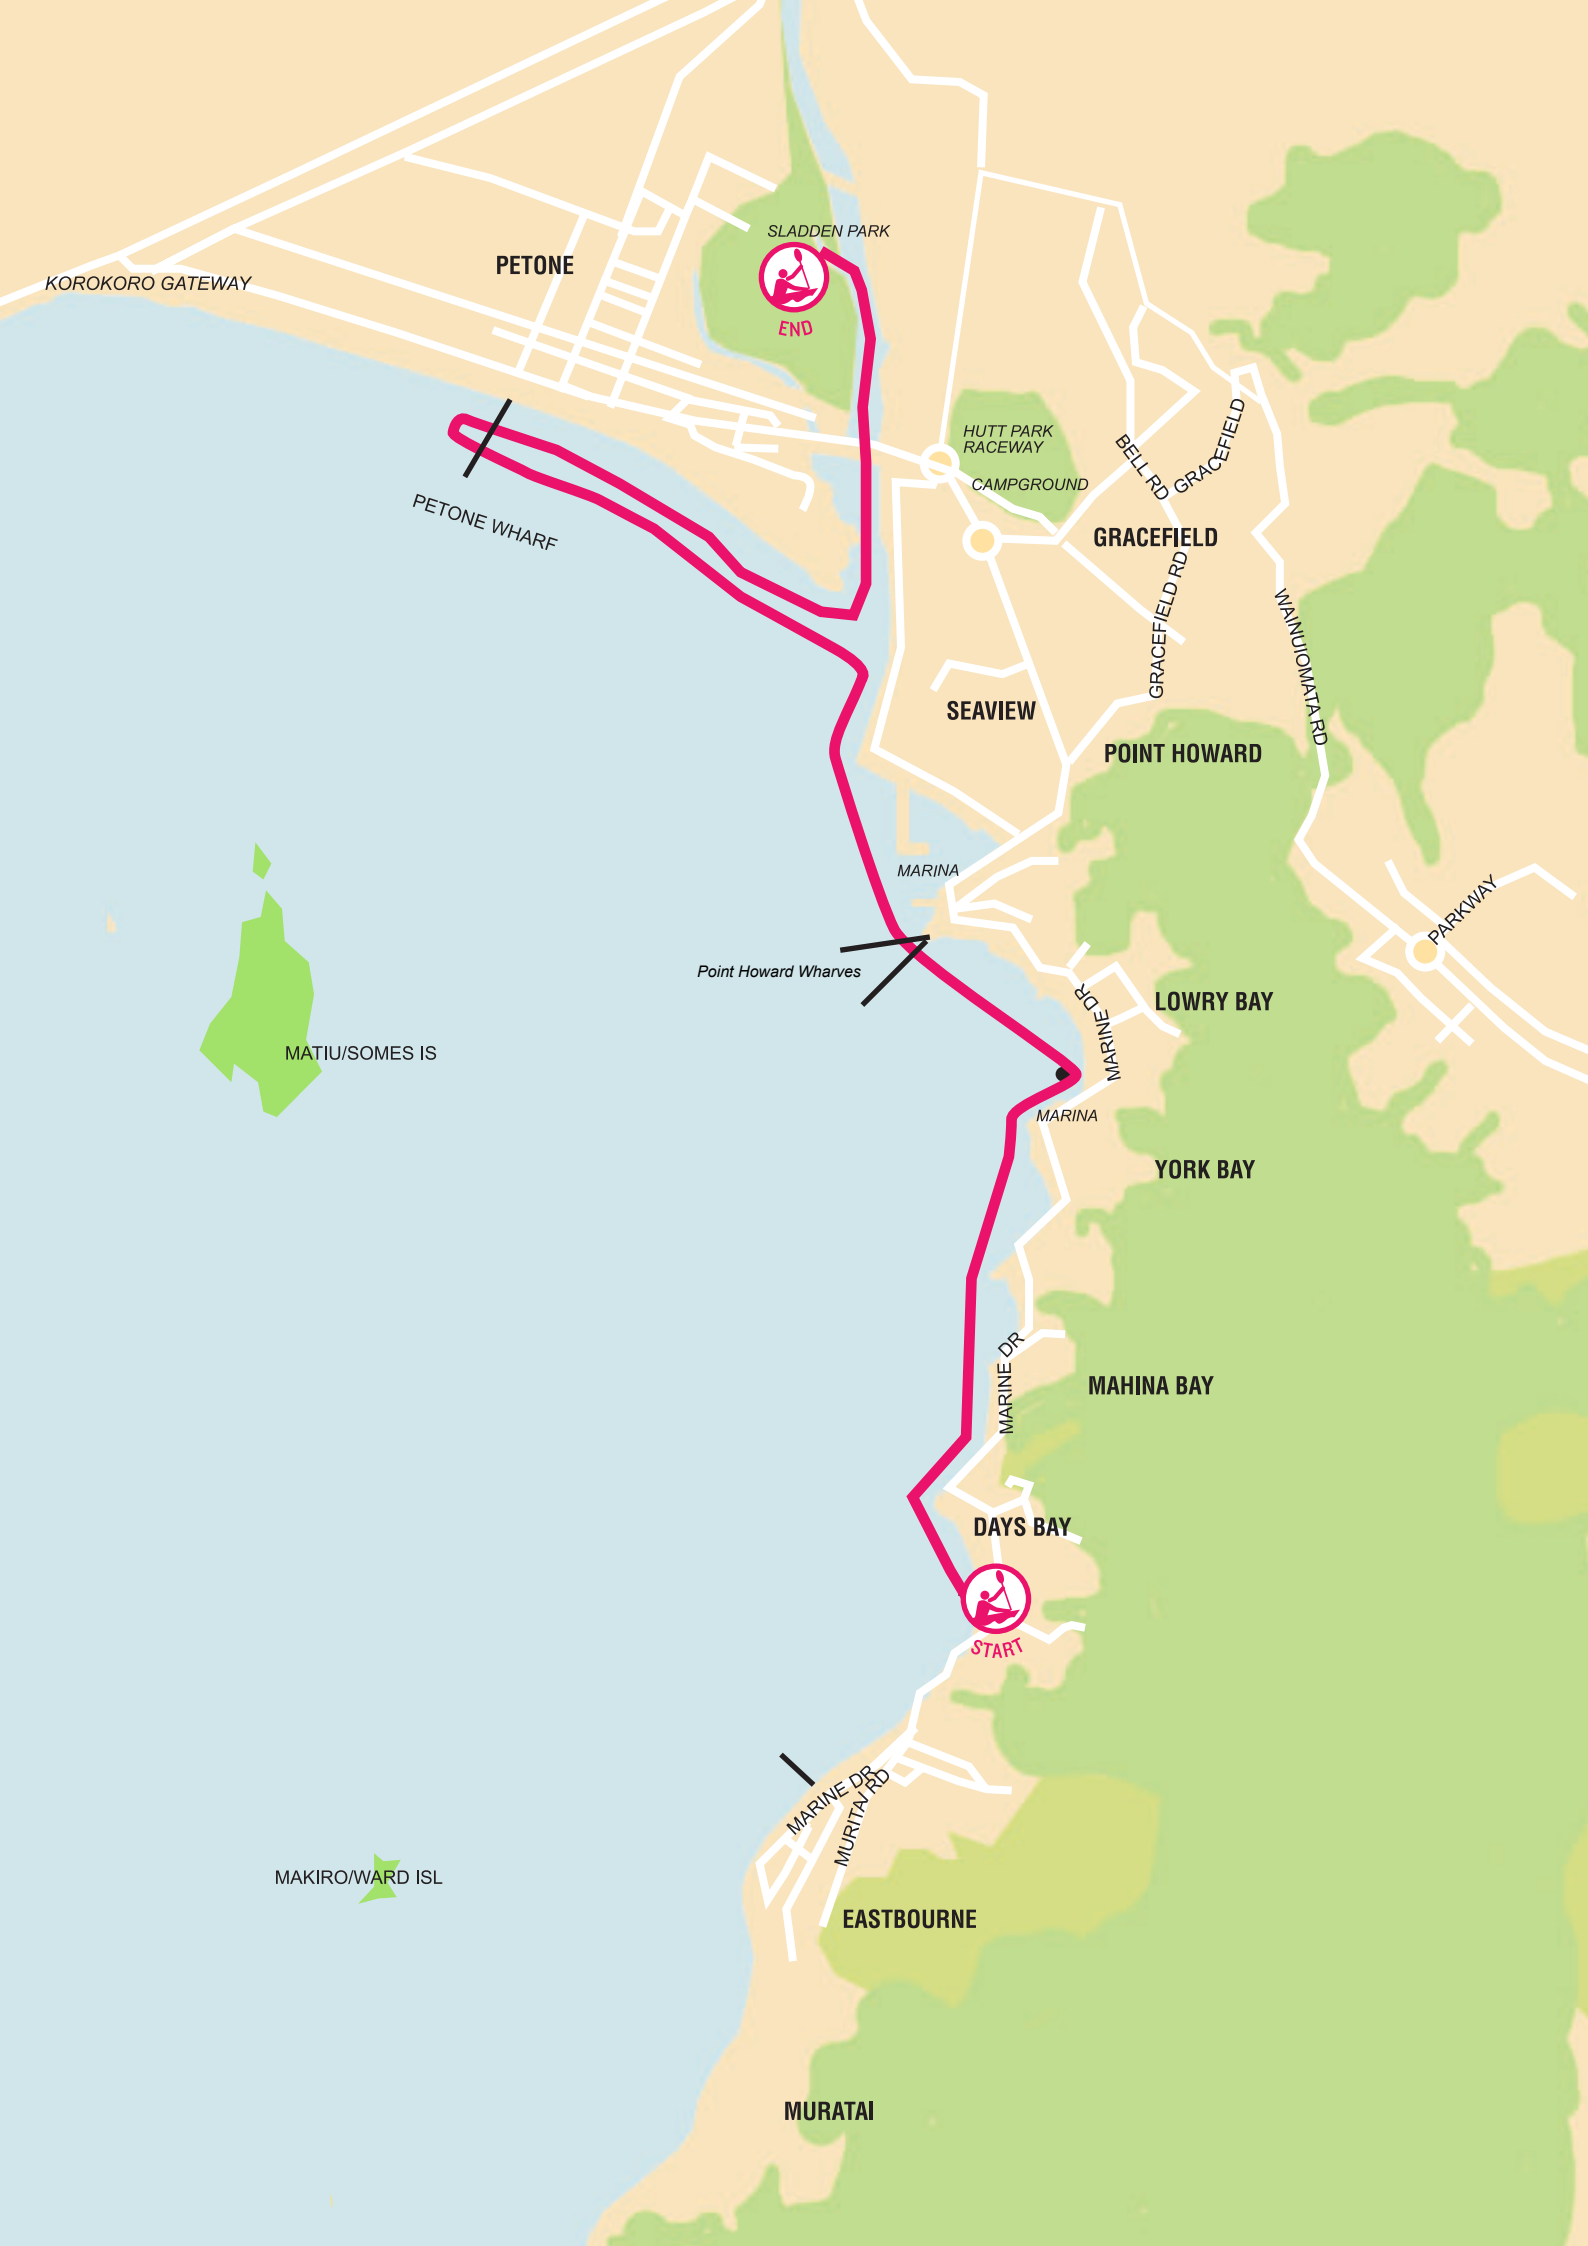 SLADDEN PARK
PETONE
KOROKORO GATEWAY
END
HUTT PARK
RACEWAY
CAMPGROUND
BELL RD
GRACEFIELD
PETONE WHARF
GRACEFIELD
GRACEFIELD RD
WAINUIOMATA RD
SEAVIEW
POINT HOWARD
MARINA
PARKWAY
Point Howard Wharves
LOWRY BAY
MARINE DR
MATIU/SOMES IS
MARINA
YORK BAY
MARINE DR
MAHINA BAY
DAYS BAY
START
MARINE DR
MURITAI RD
MAKIRO/WARD ISL
EASTBOURNE
MURATAI